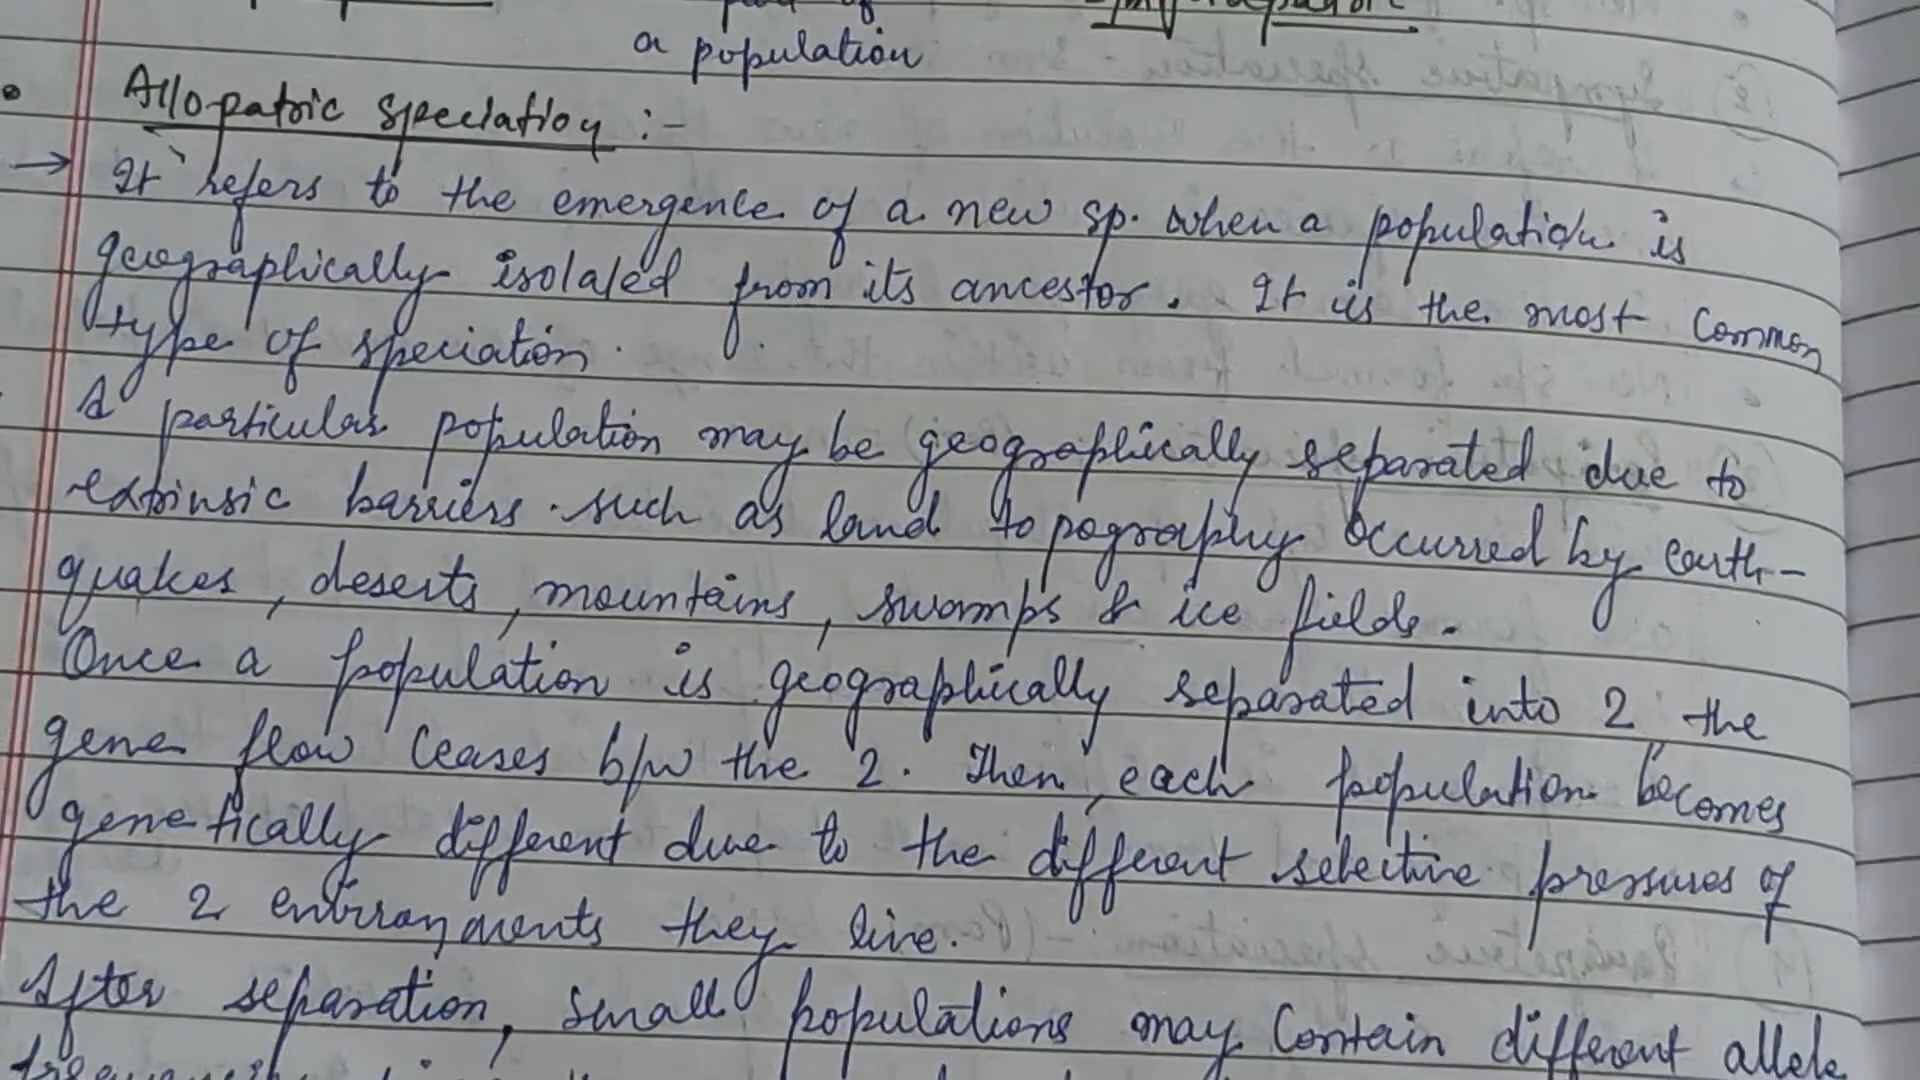 a population
Allopatric speciation :-
→ It refers to the emergence of a new sp. when a population is
geographically isolated from its ancestor. It is the most common
type of speciation.
A particular population may be geographically separated due to
extrinsic barriers such as land topography occurred by earth-
quakes, deserts, mountains, swamps & ice fields.
Once a population is geographically separated into 2 the
gene flow ceases b/w the 2. Then, each population becomes
genetically different due to the different selective pressures of
the 2 environments they live.
After separation, small populations may contain different allele